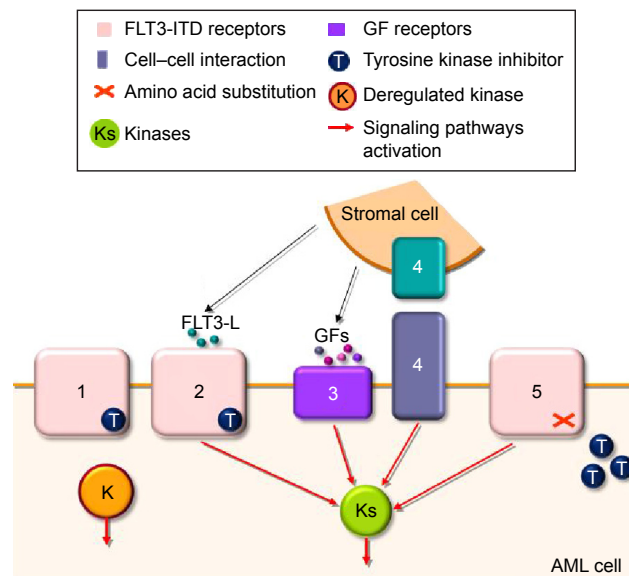 FLT3-ITD receptors
GF receptors
Cell–cell interaction
T Tyrosine kinase inhibitor
Amino acid substitution
K Deregulated kinase
Ks Kinases
Signaling pathways
activation
Stromal cell
4
FLT3-L
GFs
4
1
2
3
5
T
T
T
T
T
K
Ks
AML cell